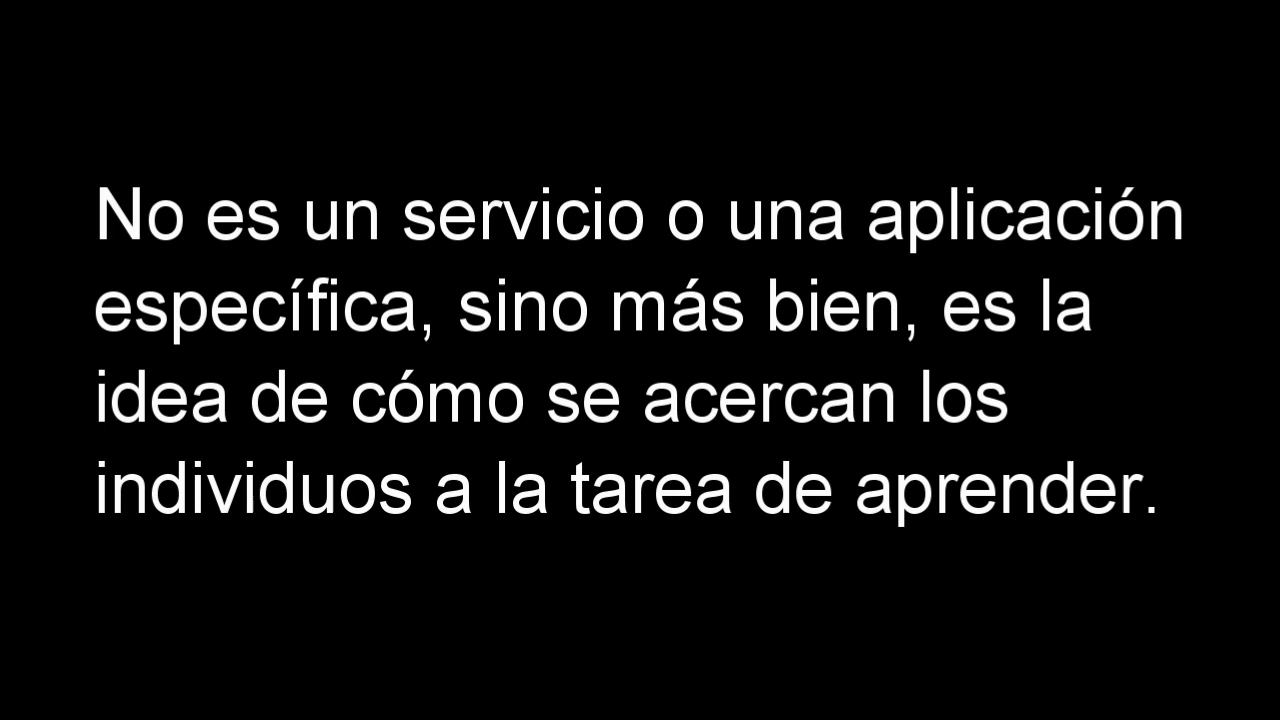 No es un servicio o una aplicación
específica, sino más bien, es la
idea de cómo se acercan los
individuos a la tarea de aprender.